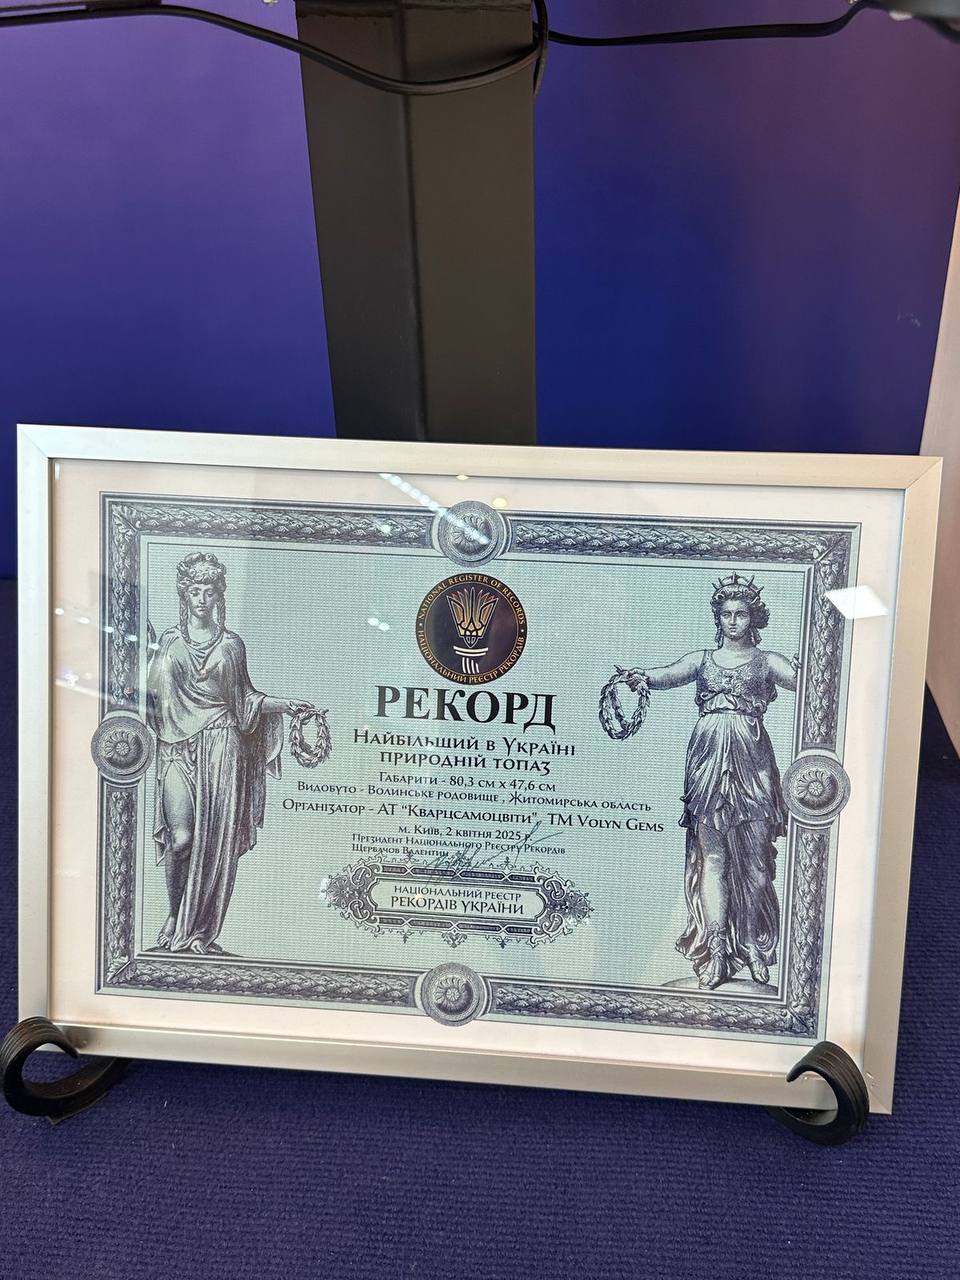 NATIONAL REGISTER OF RECORDS
НАЦІОНАЛЬНИЙ РЕЄСТР РЕКОРДІВ
РЕКОРД
Найбільший в Україні
природній топаз
Габарити - 80,3 см х 47,6 см
Видобуто - Волинське родовище , Житомирська область
Організатор - АТ "Кварцсамоцвіти", ТМ Volyn Gems
м. Київ, 2 квітня 2025 р.
Президент Національного Реєстру Рекордів
Щербачов Валентин
НАЦІОНАЛЬНИЙ РЕЄСТР
РЕКОРДІВ УКРАЇНИ